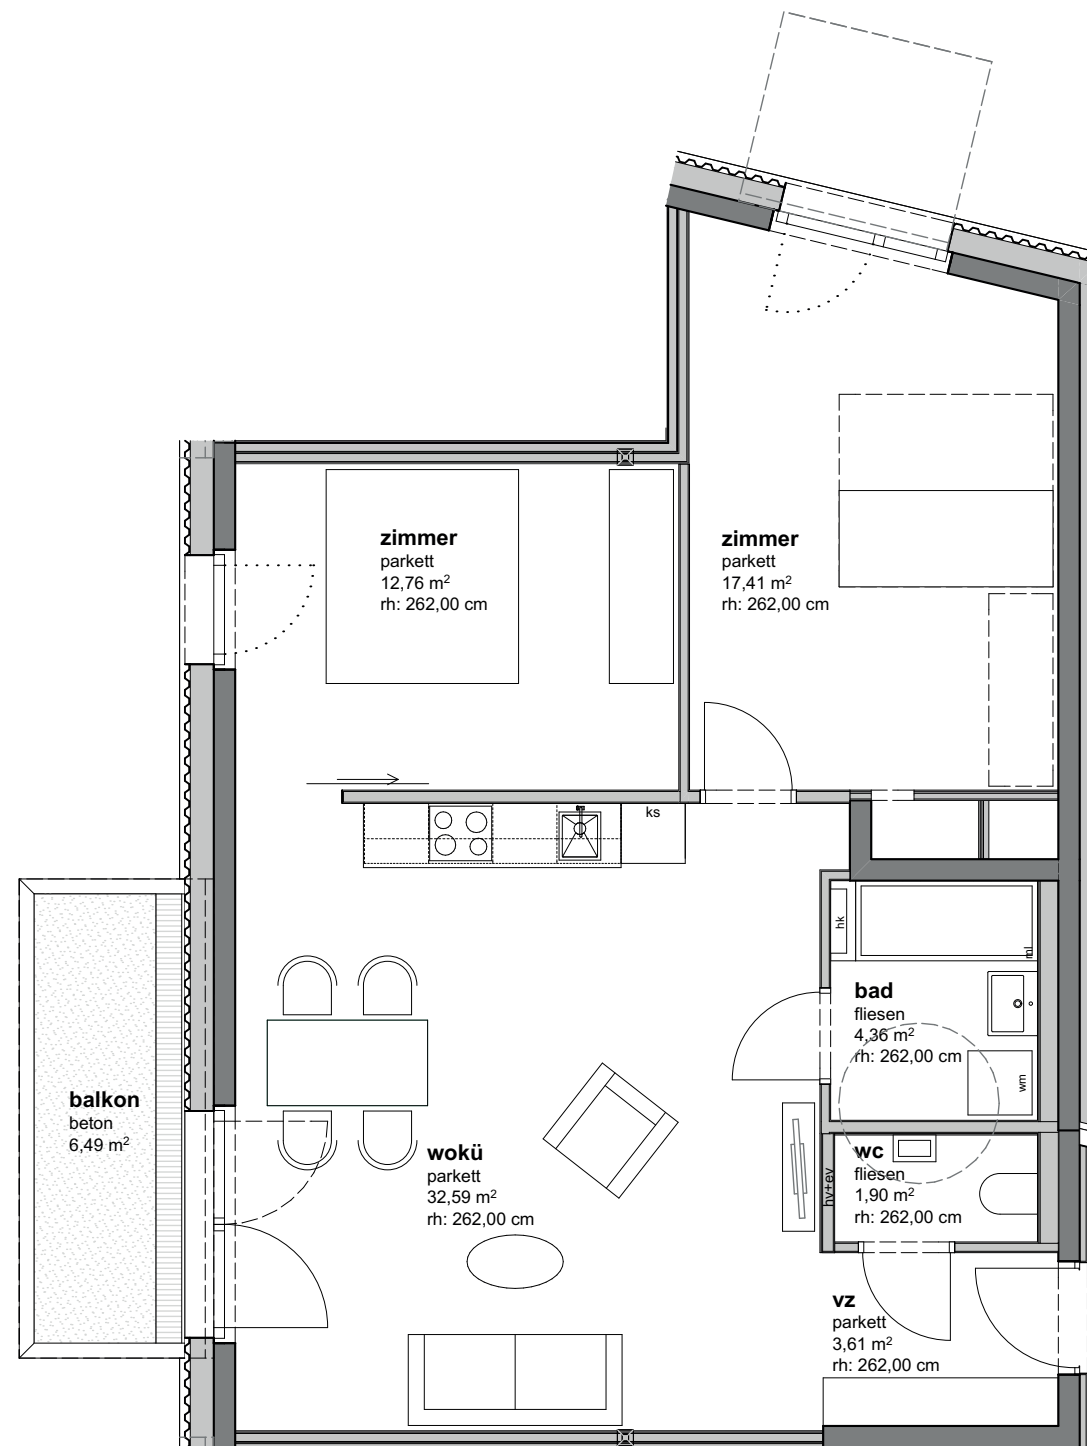 zimmer
parkett
12,76 m²
rh: 262,00 cm
zimmer
parkett
17,41 m²
rh: 262,00 cm
ks
hk
bad
fliesen
4,36 m²
rh: 262,00 cm
wm
balkon
beton
6,49 m²
wokü
parkett
32,59 m²
rh: 262,00 cm
hv+ev
wc
fliesen
1,90 m²
rh: 262,00 cm
vz
parkett
3,61 m²
rh: 262,00 cm